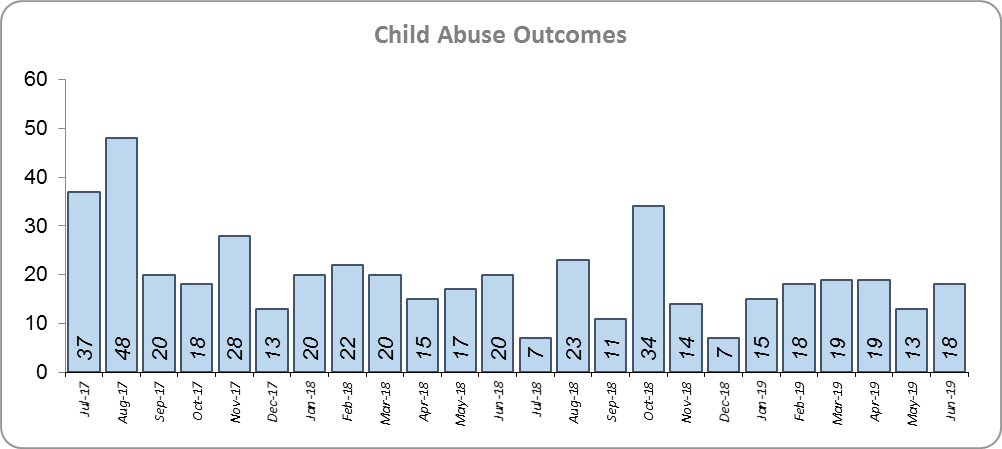 Child Abuse Outcomes
60
50
40
30
20
10
0
37 48 20 18 28 13 20 22 20 15 17 20 7 23 11 34 14 7 15 18 19 19 13 18
Jul-17 Aug-17 Sep-17 Oct-17 Nov-17 Dec-17 Jan-18 Feb-18 Mar-18 Apr-18 May-18 Jun-18 Jul-18 Aug-18 Sep-18 Oct-18 Nov-18 Dec-18 Jan-19 Feb-19 Mar-19 Apr-19 May-19 Jun-19